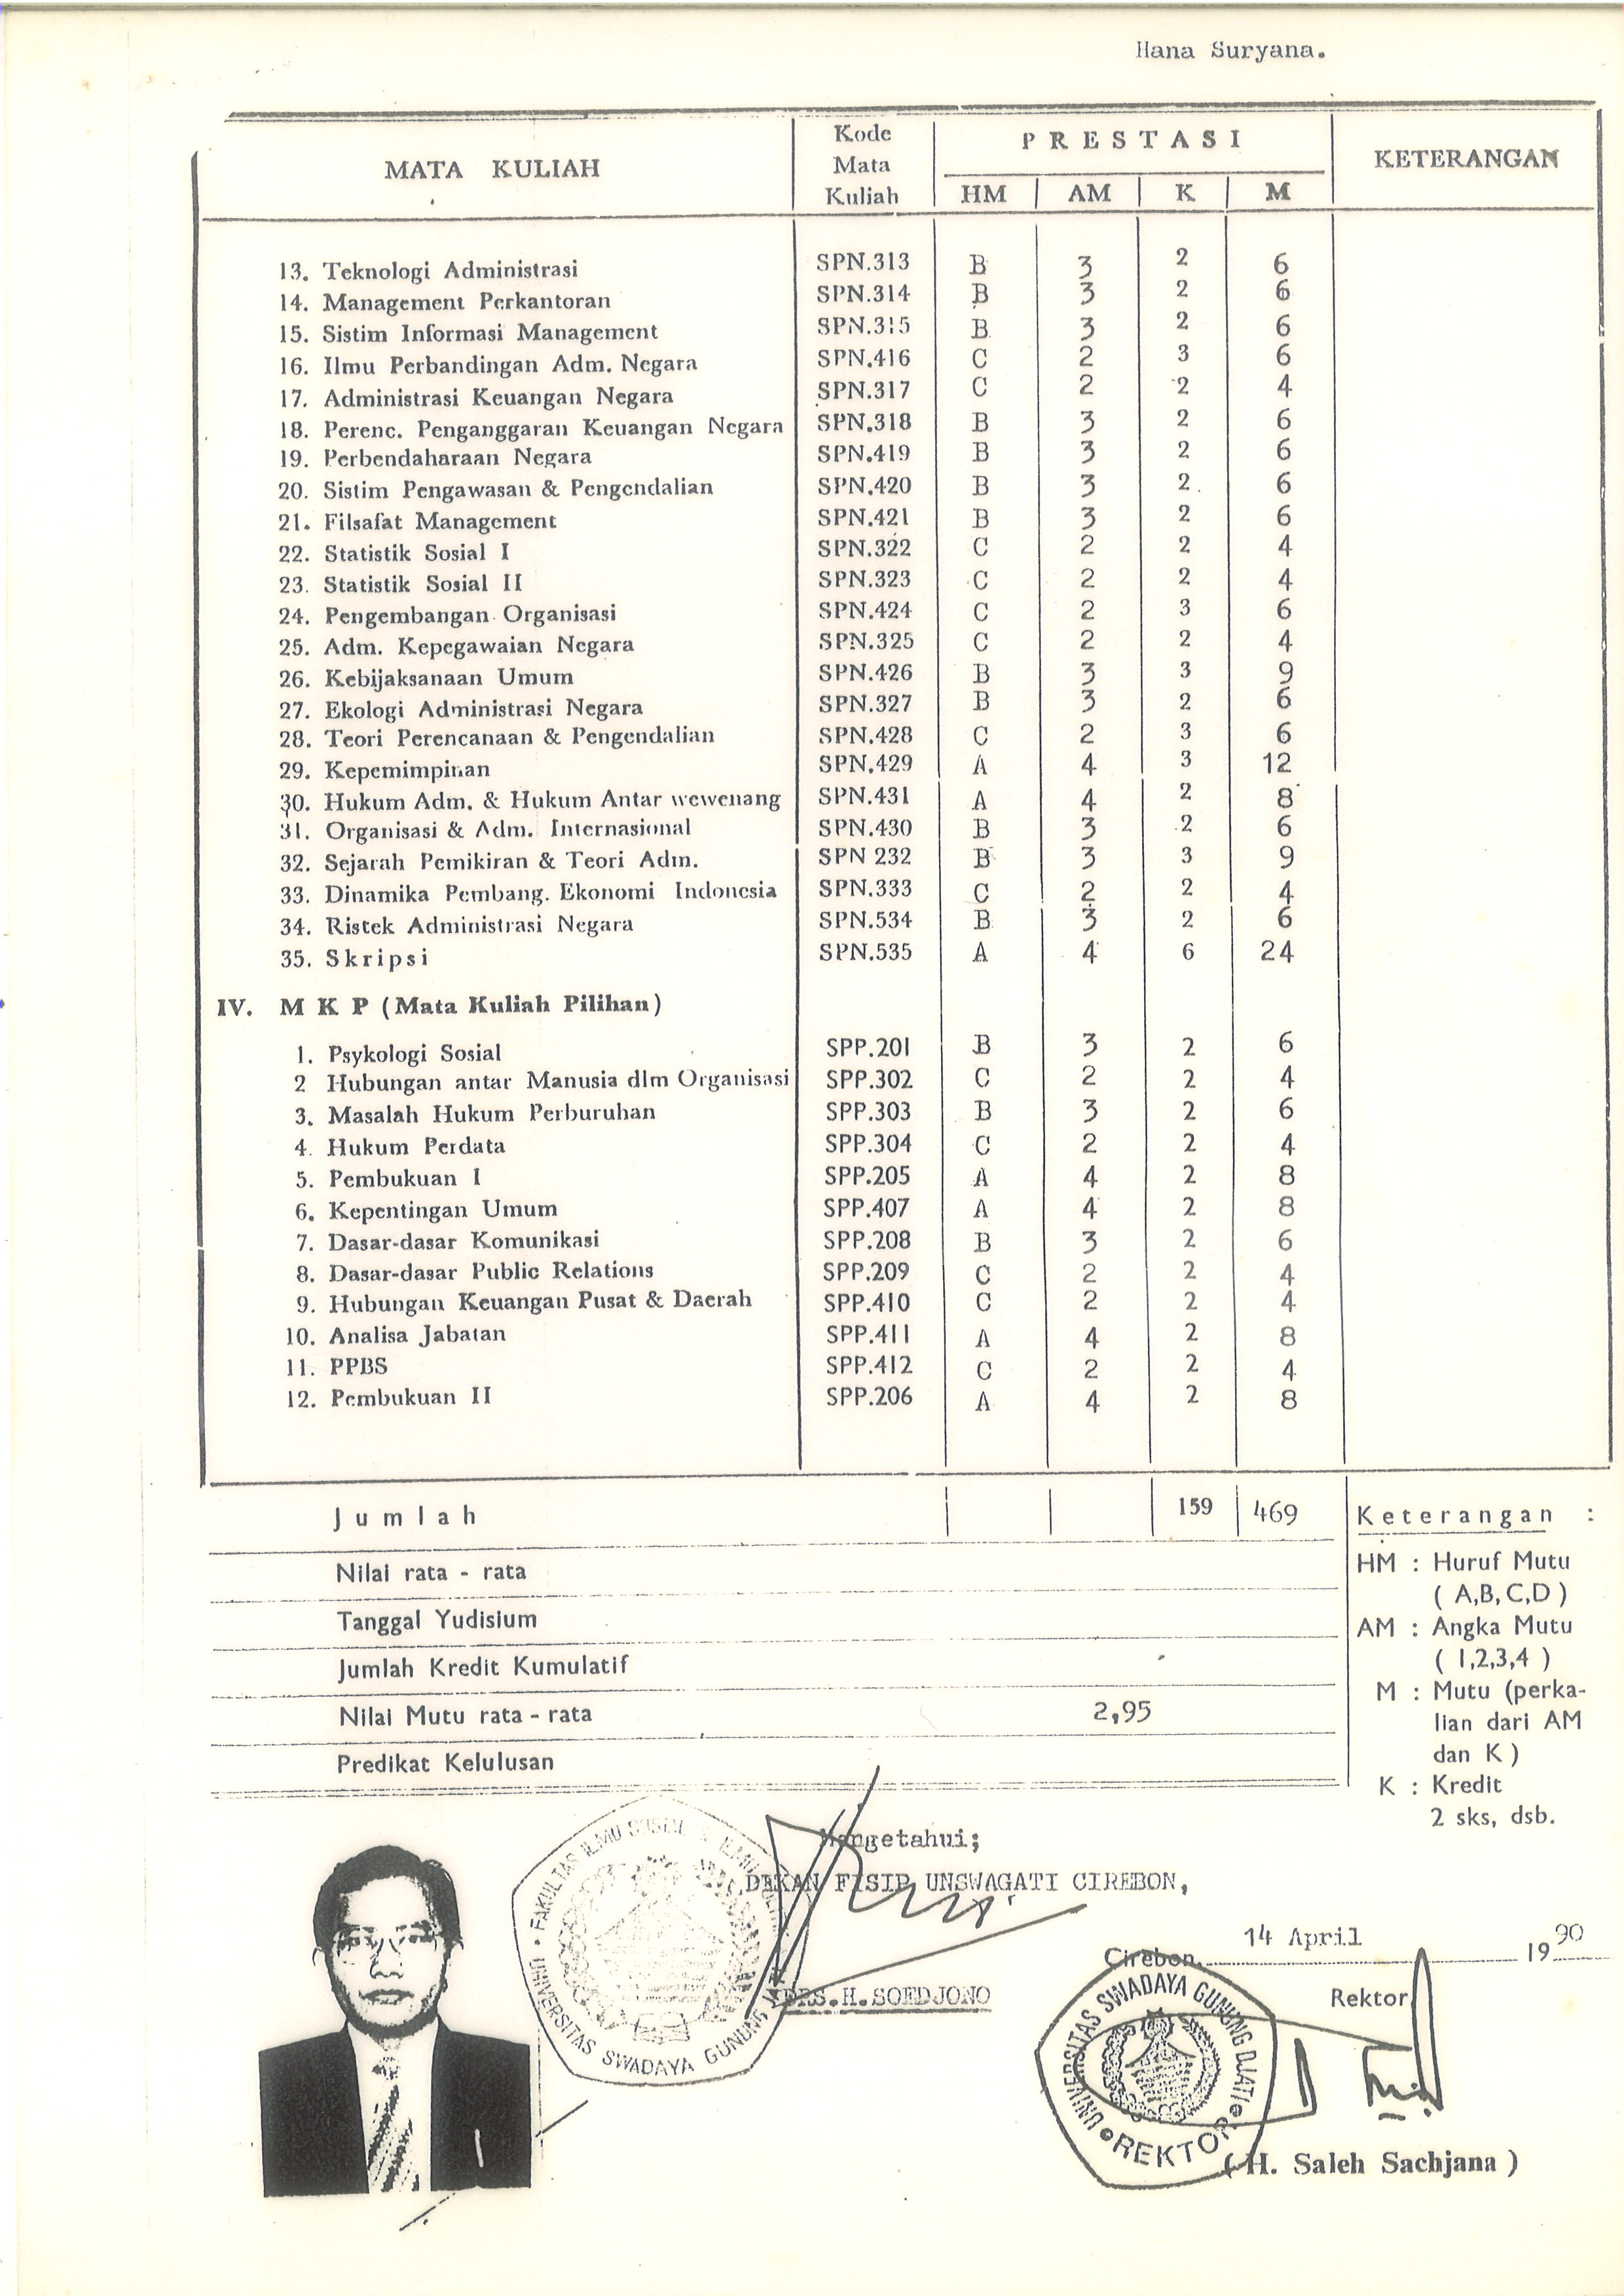 Hana Suryana.
MATA KULIAH | Kode Mata Kuliah | PRESTASI | KETERANGAN
HM | AM | K | M
13. Teknologi Administrasi SPN.313 B 3 2 6
14. Management Perkantoran SPN.314 B 3 2 6
15. Sistim Informasi Management SPN.315 B 3 2 6
16. Ilmu Perbandingan Adm. Negara SPN.416 C 2 3 6
17. Administrasi Keuangan Negara SPN.317 C 2 2 4
18. Perenc. Penganggaran Keuangan Negara SPN.318 B 3 2 6
19. Perbendaharaan Negara SPN.419 B 3 2 6
20. Sistim Pengawasan & Pengendalian SPN.420 B 3 2 6
21. Filsafat Management SPN.421 B 3 2 6
22. Statistik Sosial I SPN.322 C 2 2 4
23. Statistik Sosial II SPN.323 C 2 2 4
24. Pengembangan Organisasi SPN.424 C 2 3 6
25. Adm. Kepegawaian Negara SPN.325 C 2 2 4
26. Kebijaksanaan Umum SPN.426 B 3 3 9
27. Ekologi Administrasi Negara SPN.327 B 3 2 6
28. Teori Perencanaan & Pengendalian SPN.428 C 2 3 6
29. Kepemimpinan SPN.429 A 4 3 12
30. Hukum Adm. & Hukum Antar wewenang SPN.431 A 4 2 8
31. Organisasi & Adm. Internasional SPN.430 B 3 2 6
32. Sejarah Pemikiran & Teori Adm. SPN 232 B 3 3 9
33. Dinamika Pembang. Ekonomi Indonesia SPN.333 C 2 2 4
34. Ristek Administrasi Negara SPN.534 B 3 2 6
35. Skripsi SPN.535 A 4 6 24
IV. M K P (Mata Kuliah Pilihan)
1. Psykologi Sosial SPP.201 B 3 2 6
2 Hubungan antar Manusia dlm Organisasi SPP.302 C 2 2 4
3. Masalah Hukum Perburuhan SPP.303 B 3 2 6
4. Hukum Perdata SPP.304 C 2 2 4
5. Pembukuan I SPP.205 A 4 2 8
6. Kepentingan Umum SPP.407 A 4 2 8
7. Dasar-dasar Komunikasi SPP.208 B 3 2 6
8. Dasar-dasar Public Relations SPP.209 C 2 2 4
9. Hubungan Keuangan Pusat & Daerah SPP.410 C 2 2 4
10. Analisa Jabatan SPP.411 A 4 2 8
11. PPBS SPP.412 C 2 2 4
12. Pembukuan II SPP.206 A 4 2 8
Jumlah 159 469
Nilai rata - rata
Tanggal Yudisium
Jumlah Kredit Kumulatif
Nilai Mutu rata - rata 2,95
Predikat Kelulusan
Keterangan :
HM : Huruf Mutu
( A,B,C,D )
AM : Angka Mutu
( 1,2,3,4 )
M : Mutu (perka-
lian dari AM
dan K )
K : Kredit
2 sks, dsb.
Mengetahui;
DEKAN FISIP UNSWAGATI CIREBON,
DRS.H.SOEDJONO
FAKULTAS ILMU SOSIAL & ILMU
UNIVERSITAS SWADAYA GUNUNG
Cirebon, 14 April 1990
Rektor
UNIVERSITAS SWADAYA GUNUNG DJATI
REKTOR
( H. Saleh Sachjana )